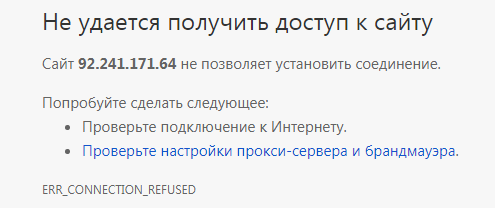 Не удается получить доступ к сайту
Сайт 92.241.171.64 не позволяет установить соединение.
Попробуйте сделать следующее:
• Проверьте подключение к Интернету.
• Проверьте настройки прокси-сервера и брандмауэра.
ERR_CONNECTION_REFUSED